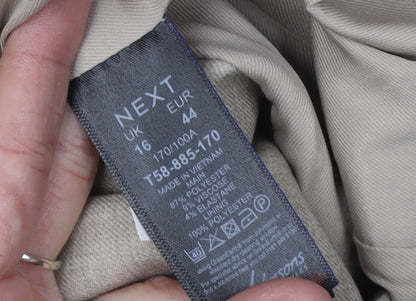 NEXT
UK EUR
16 44
170/100A
T58-885-170
MADE IN VIETNAM
MAIN
87% POLYESTER
9% VISCOSE
4% ELASTANE
LINING
100% POLYESTER